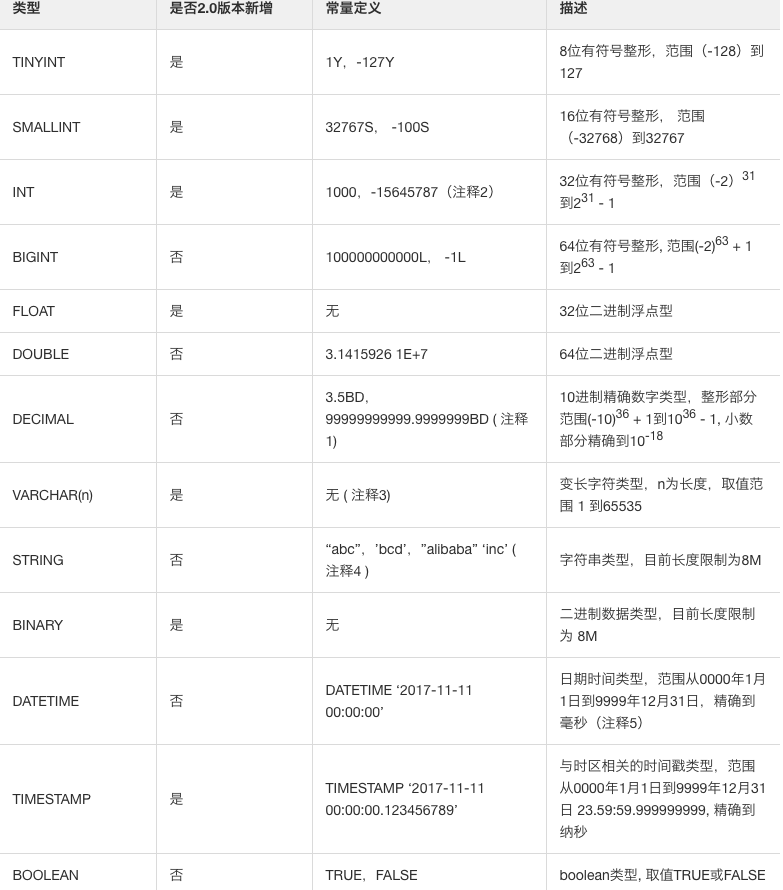 类型 是否2.0版本新增 常量定义 描述
TINYINT 是 1Y，-127Y 8位有符号整形，范围（-128）到
127
SMALLINT 是 32767S， -100S 16位有符号整形， 范围
（-32768）到32767
INT 是 1000，-15645787（注释2） 32位有符号整形，范围（-2）31
到231 - 1
BIGINT 否 100000000000L， -1L 64位有符号整形, 范围(-2)63 + 1
到263 - 1
FLOAT 是 无 32位二进制浮点型
DOUBLE 否 3.1415926 1E+7 64位二进制浮点型
DECIMAL 否 3.5BD，
99999999999.9999999BD ( 注释
1)
10进制精确数字类型，整形部分
范围(-10)36 + 1到1036 - 1, 小数
部分精确到10-18
VARCHAR(n) 是 无 ( 注释3) 变长字符类型，n为长度，取值范
围 1 到65535
STRING 否 “abc”，’bcd’，”alibaba” ‘inc’ (
注释4 )
字符串类型，目前长度限制为8M
BINARY 是 无 二进制数据类型，目前长度限制
为 8M
DATETIME 否 DATETIME ‘2017-11-11
00:00:00’
日期时间类型，范围从0000年1月
1日到9999年12月31日，精确到
毫秒（注释5）
TIMESTAMP 是 TIMESTAMP ‘2017-11-11
00:00:00.123456789’
与时区相关的时间戳类型，范围
从0000年1月1日到9999年12月31
日 23.59:59.999999999, 精确到
纳秒
BOOLEAN 否 TRUE，FALSE boolean类型, 取值TRUE或FALSE